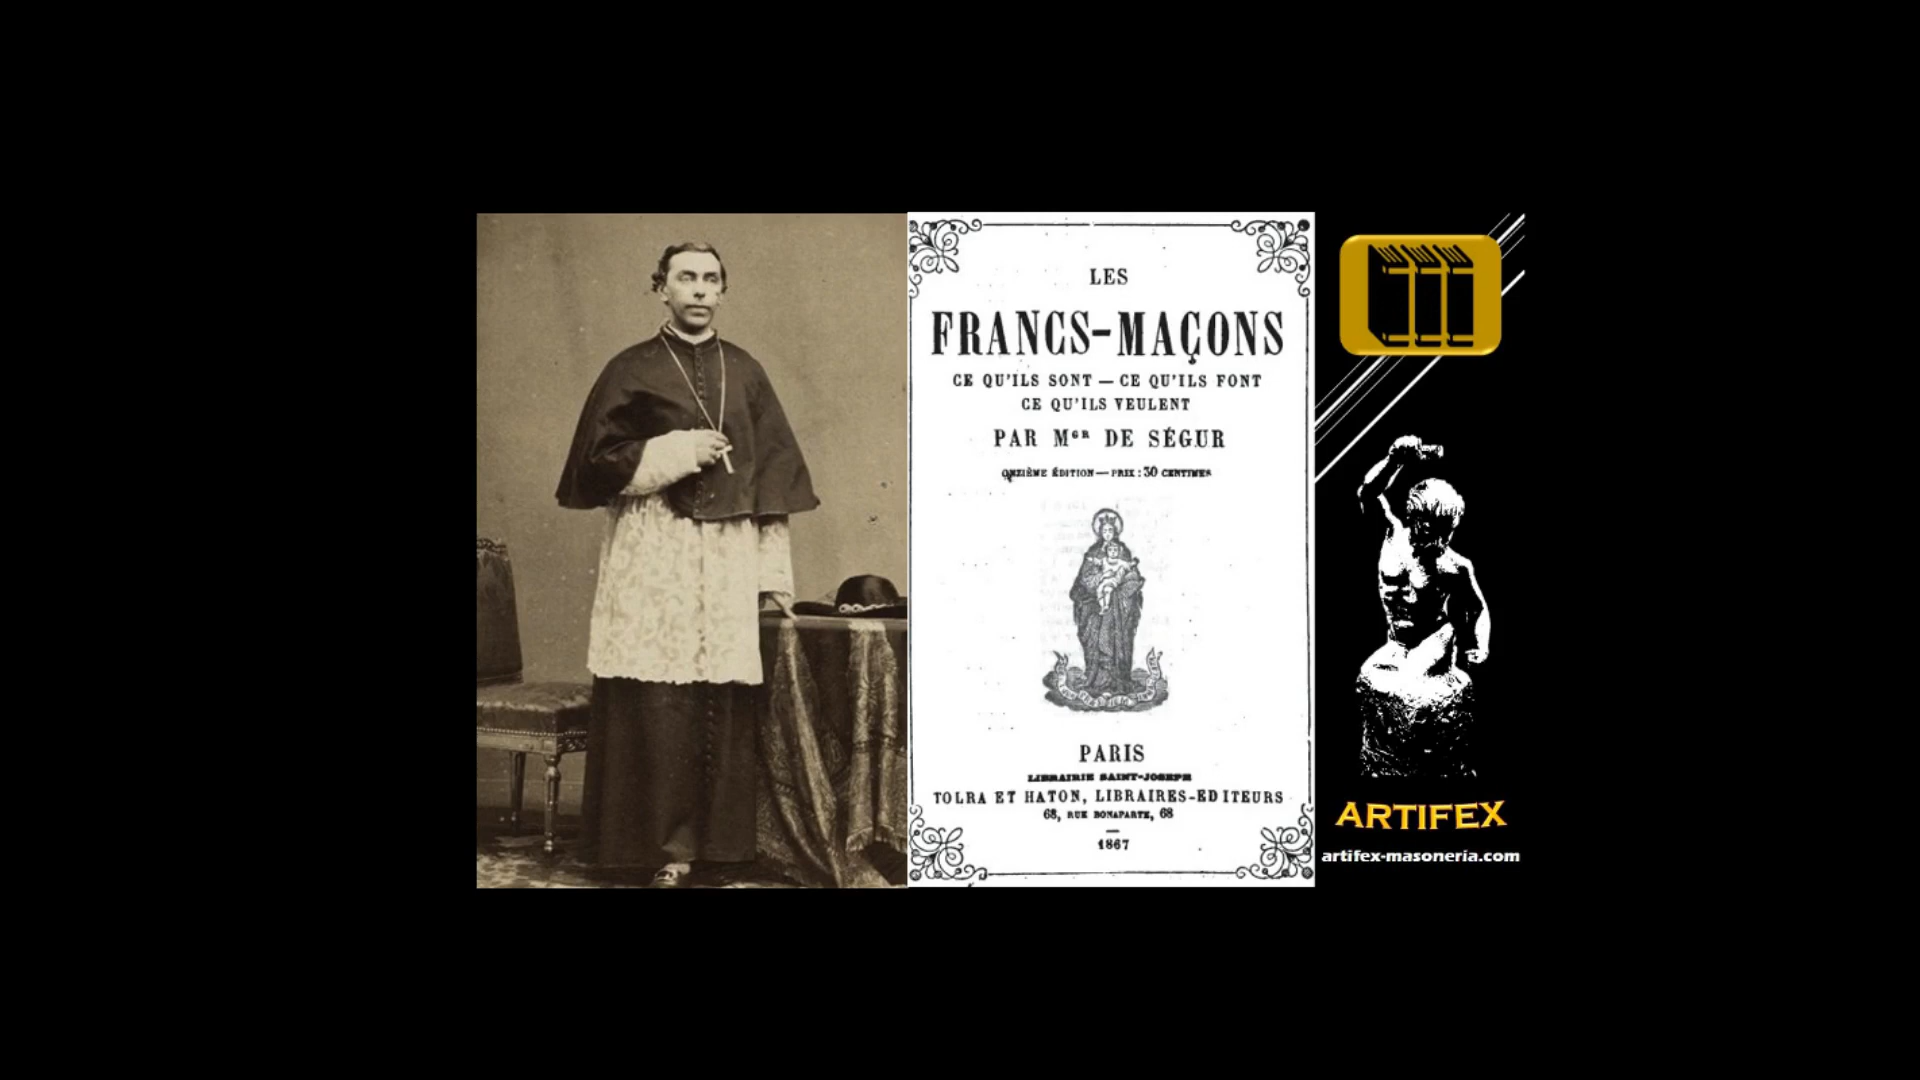 LES
FRANCS-MAÇONS
CE QU'ILS SONT — CE QU'ILS FONT
CE QU'ILS VEULENT
PAR Mᴳᴿ DE SÉGUR
ONZIÈME ÉDITION — PRIX : 30 CENTIMES
PARIS
LIBRAIRIE SAINT-JOSEPH
TOLRA ET HATON, LIBRAIRES-EDITEURS
68, RUE BONAPARTE, 68
1867
ARTIFEX
artifex-masoneria.com